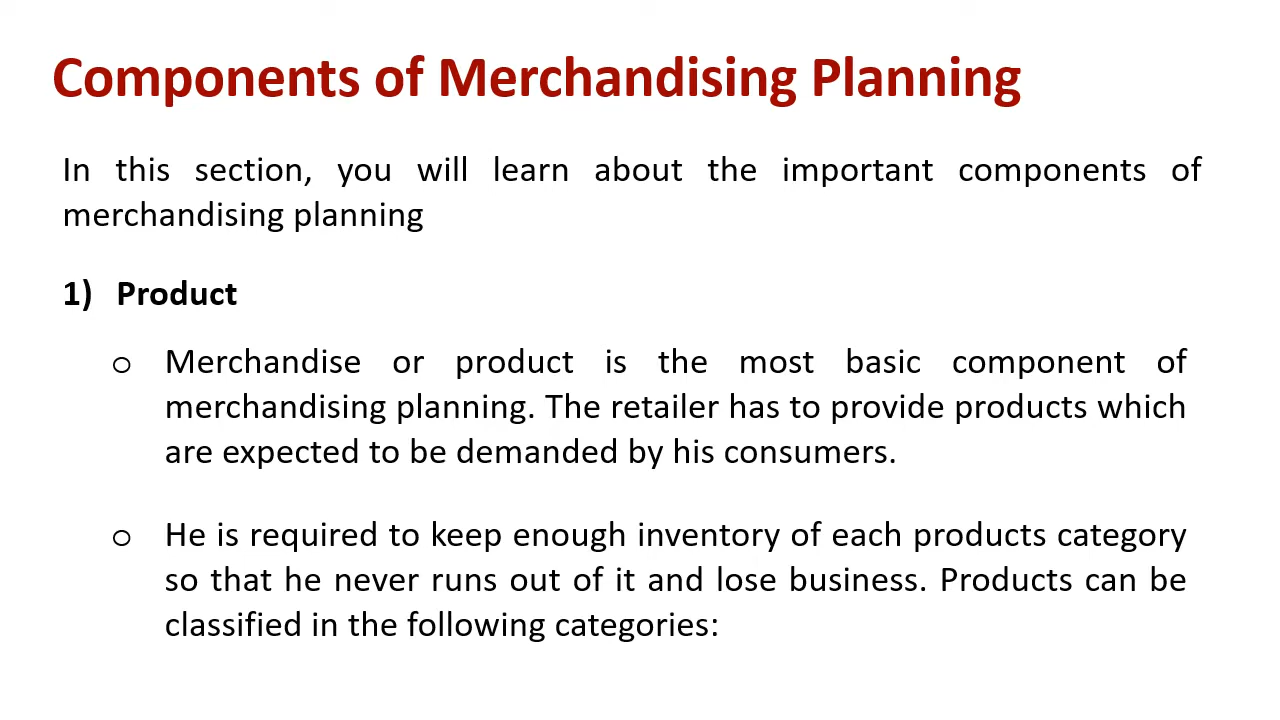 Components of Merchandising Planning
In this section, you will learn about the important components of
merchandising planning
1) Product
o Merchandise or product is the most basic component of
merchandising planning. The retailer has to provide products which
are expected to be demanded by his consumers.
o He is required to keep enough inventory of each products category
so that he never runs out of it and lose business. Products can be
classified in the following categories: